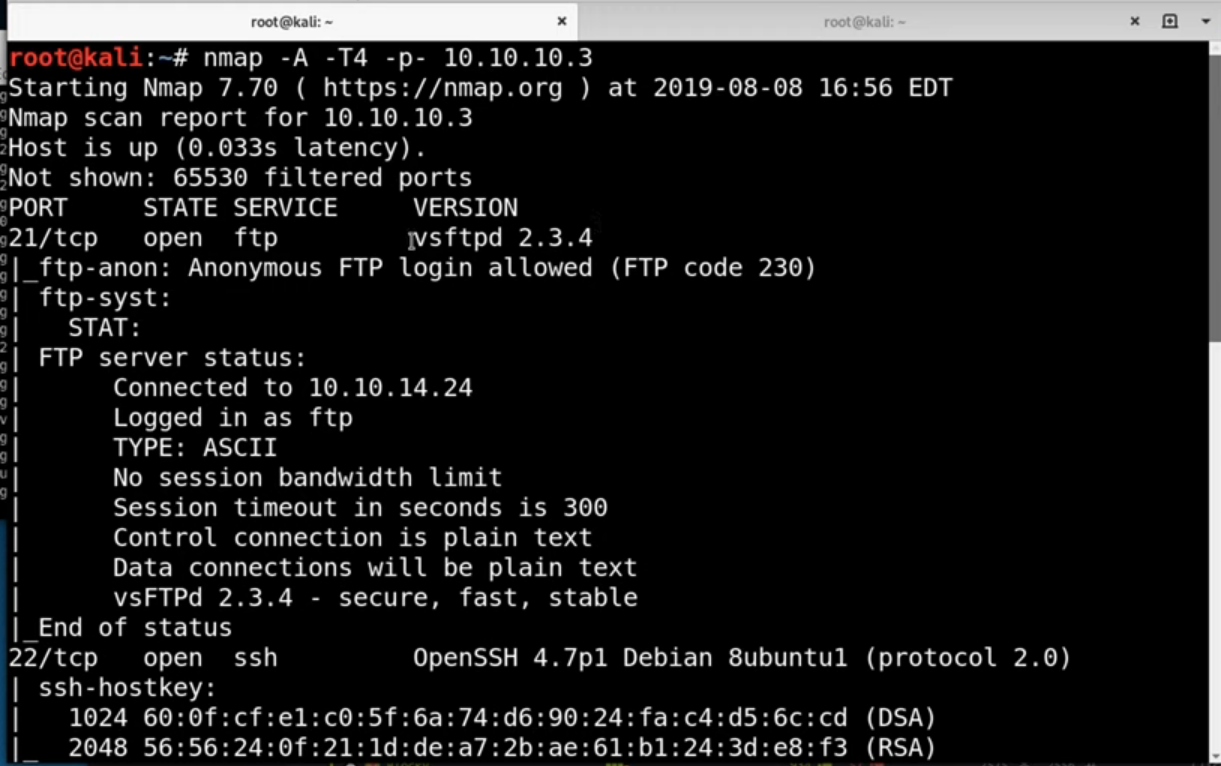 root@kali: ~
root@kali: ~
root@kali:~# nmap -A -T4 -p- 10.10.10.3
Starting Nmap 7.70 ( https://nmap.org ) at 2019-08-08 16:56 EDT
Nmap scan report for 10.10.10.3
Host is up (0.033s latency).
Not shown: 65530 filtered ports
PORT     STATE SERVICE     VERSION
21/tcp   open  ftp         vsftpd 2.3.4
|_ftp-anon: Anonymous FTP login allowed (FTP code 230)
| ftp-syst:
|   STAT:
| FTP server status:
|      Connected to 10.10.14.24
|      Logged in as ftp
|      TYPE: ASCII
|      No session bandwidth limit
|      Session timeout in seconds is 300
|      Control connection is plain text
|      Data connections will be plain text
|      vsFTPd 2.3.4 - secure, fast, stable
|_End of status
22/tcp   open  ssh         OpenSSH 4.7p1 Debian 8ubuntu1 (protocol 2.0)
| ssh-hostkey:
|   1024 60:0f:cf:e1:c0:5f:6a:74:d6:90:24:fa:c4:d5:6c:cd (DSA)
|_  2048 56:56:24:0f:21:1d:de:a7:2b:ae:61:b1:24:3d:e8:f3 (RSA)